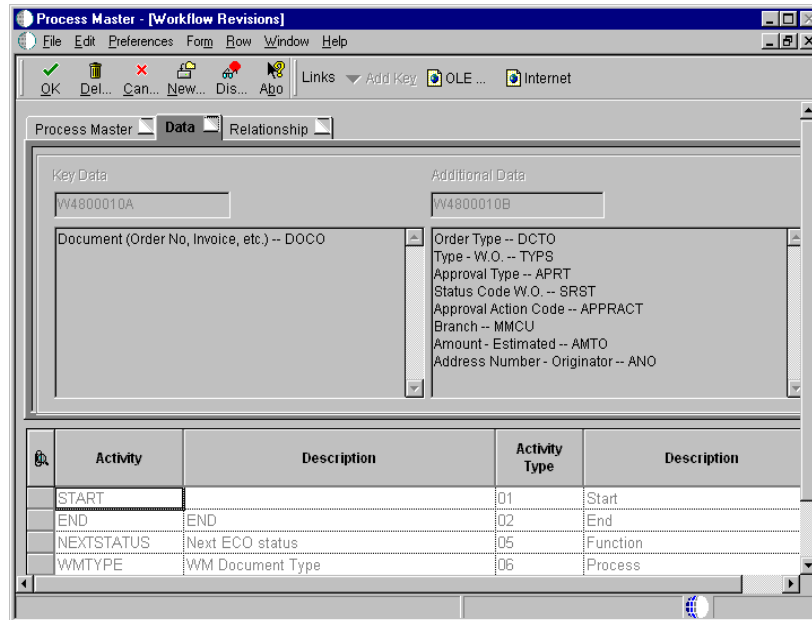 Process Master - [Workflow Revisions]
File Edit Preferences Form Row Window Help
OK Del... Can... New... Dis... Abo Links Add Key OLE ... Internet
Process Master Data Relationship
Key Data Additional Data
W4800010A W4800010B
Document (Order No, Invoice, etc.) -- DOCO
Order Type -- DCTO
Type - W.O. -- TYPS
Approval Type -- APRT
Status Code W.O. -- SRST
Approval Action Code -- APPRACT
Branch -- MMCU
Amount - Estimated -- AMTO
Address Number - Originator -- ANO
Activity Description Activity Type Description
START 01 Start
END END 02 End
NEXTSTATUS Next ECO status 05 Function
WMTYPE WM Document Type 06 Process